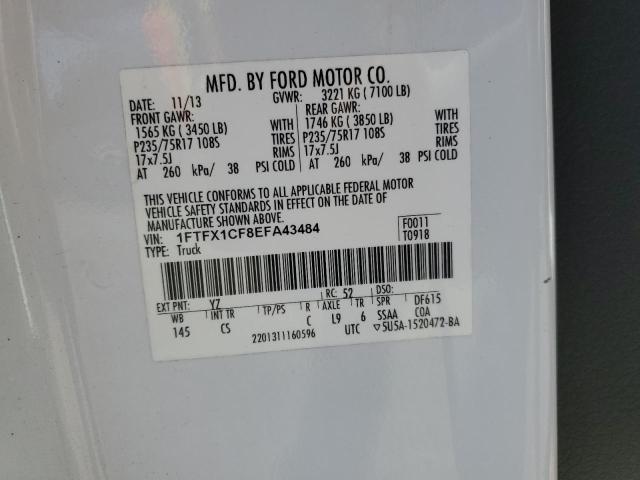 MFD. BY FORD MOTOR CO.
DATE: 11/13 GVWR: 3221 KG ( 7100 LB)
FRONT GAWR: REAR GAWR:
1565 KG ( 3450 LB) WITH 1746 KG ( 3850 LB) WITH
P235/75R17 108S TIRES P235/75R17 108S TIRES
17x7.5J RIMS 17x7.5J RIMS
AT 260 kPa/ 38 PSI COLD AT 260 kPa/ 38 PSI COLD
THIS VEHICLE CONFORMS TO ALL APPLICABLE FEDERAL MOTOR
VEHICLE SAFETY STANDARDS IN EFFECT ON THE DATE OF
MANUFACTURE SHOWN ABOVE.
VIN: 1FTFX1CF8EFA43484 F0011
TYPE: Truck T0918
EXT PNT: YZ RC: 52 DSO:
WB INT TR TP/PS R AXLE TR SPR DF615
145 CS C L9 6 SSAA COA
2201311160596 UTC 5U5A-1520472-BA